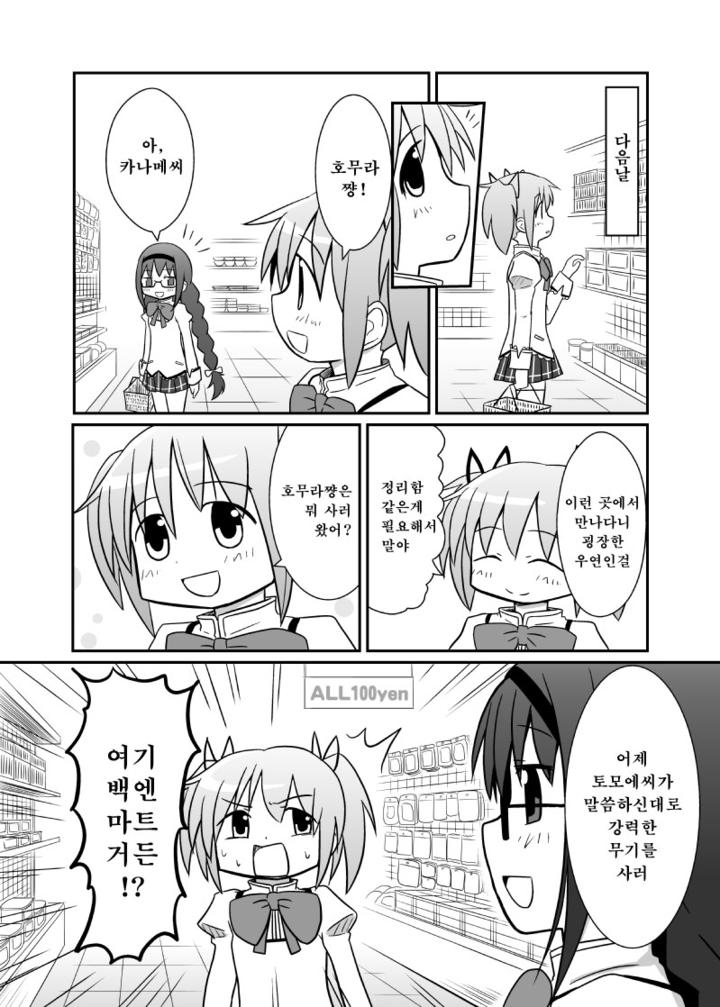 다음날
호무라
쨩!
아,
카나메씨
이런 곳에서
만나다니
굉장한
우연인걸
정리함
같은게
필요해서
말야
호무라쨩은
뭐 사러
왔어?
어제
토모에씨가
말씀하신대로
강력한
무기를
사러
ALL100yen
여기
백엔
마트
거든
!?